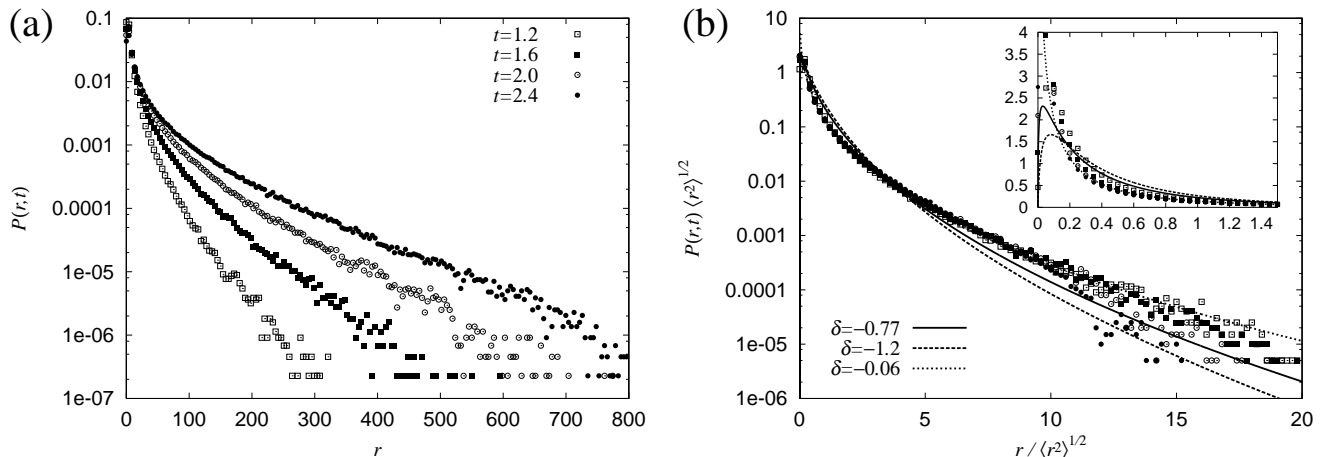 (a)
0.1
0.01
0.001
0.0001
1e-05
1e-06
1e-07
P(r,t)
0 100 200 300 400 500 600 700 800
r
t=1.2
t=1.6
t=2.0
t=2.4
(b)
10
1
0.1
0.01
0.001
0.0001
1e-05
1e-06
P(r,t) ⟨r²⟩^1/2
0 5 10 15 20
r / ⟨r²⟩^1/2
δ=−0.77
δ=−1.2
δ=−0.06
4
3.5
3
2.5
2
1.5
1
0.5
0
0 0.2 0.4 0.6 0.8 1 1.2 1.4